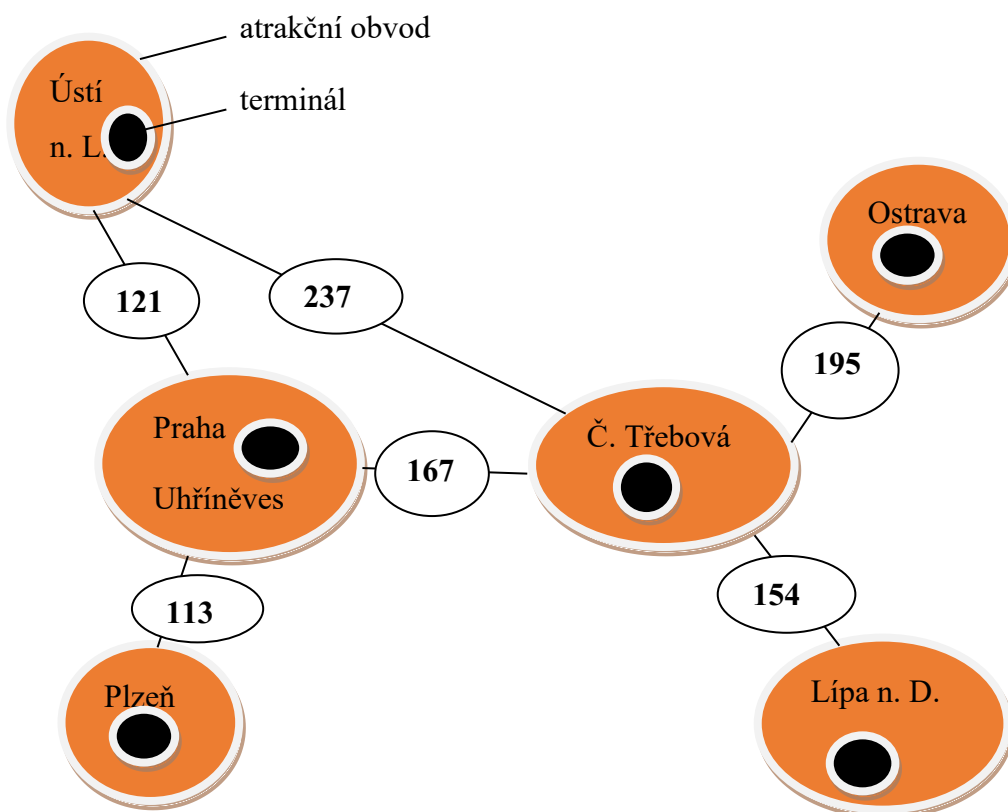 atrakční obvod
Ústí
terminál
n. L.
Ostrava
121
237
195
Praha
Č. Třebová
167
Uhříněves
154
113
Plzeň
Lípa n. D.